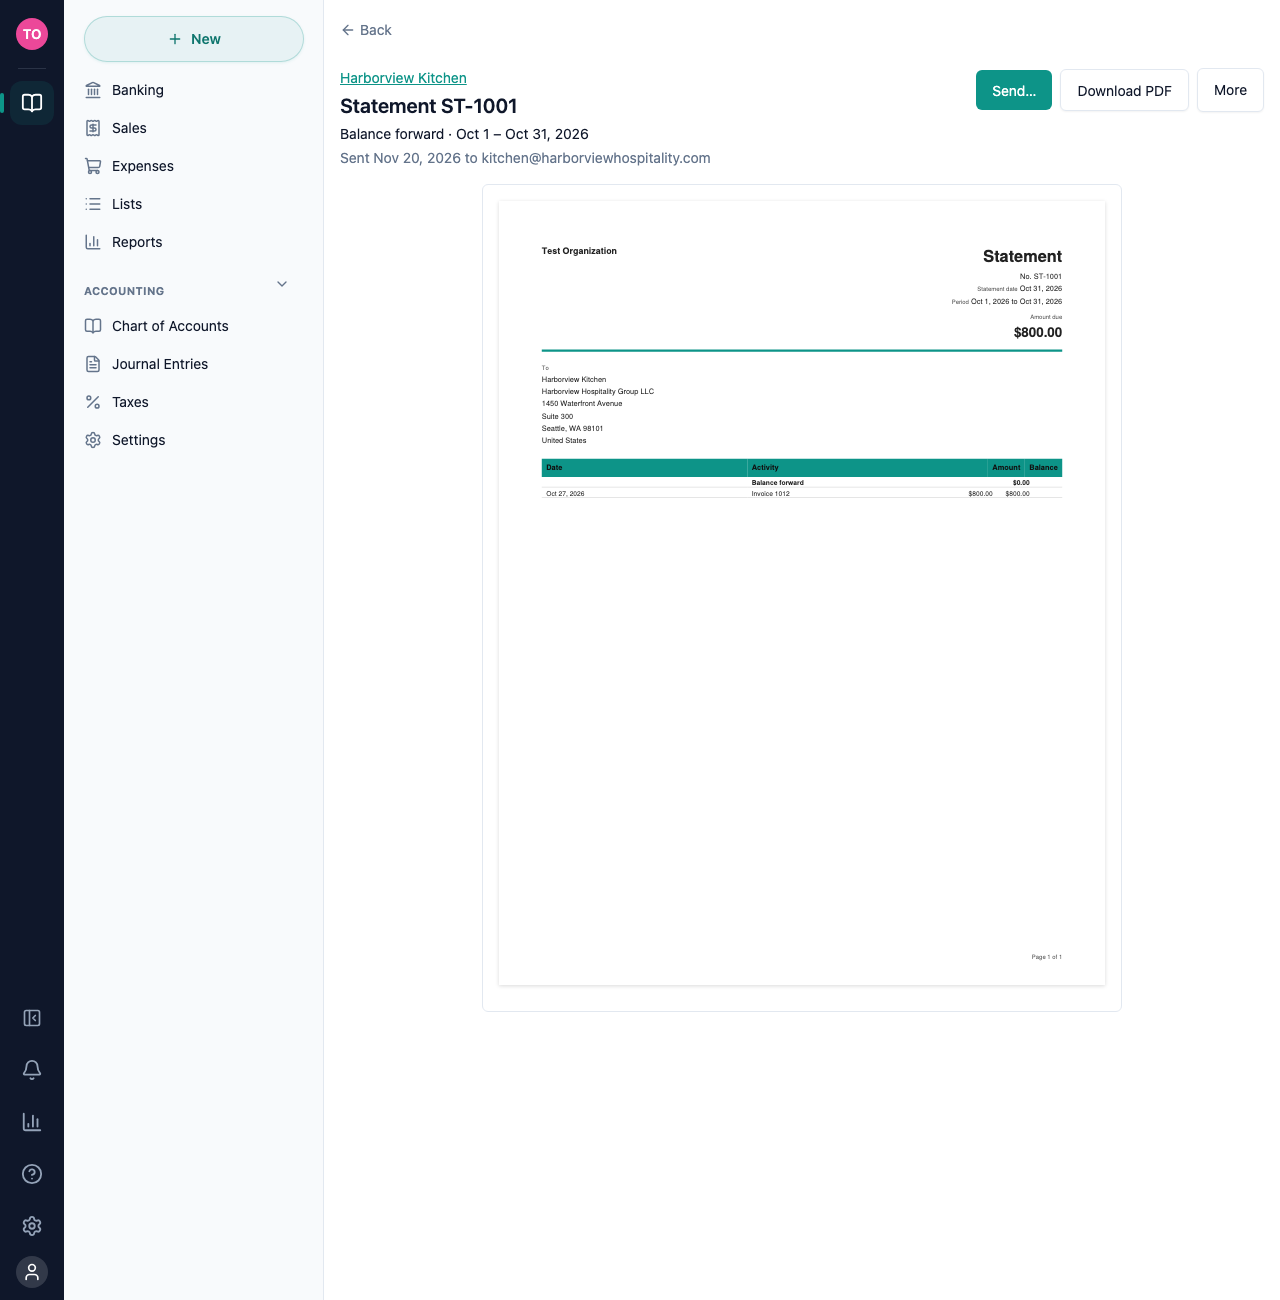 TO
New
Banking
Sales
Expenses
Lists
Reports
ACCOUNTING
Chart of Accounts
Journal Entries
Taxes
Settings
Back
Harborview Kitchen
Statement ST-1001
Balance forward · Oct 1 – Oct 31, 2026
Sent Nov 20, 2026 to kitchen@harborviewhospitality.com
Send...
Download PDF
More
Test Organization
Statement
No. ST-1001
Statement date Oct 31, 2026
Period Oct 1, 2026 to Oct 31, 2026
Amount due
$800.00
To
Harborview Kitchen
Harborview Hospitality Group LLC
1450 Waterfront Avenue
Suite 300
Seattle, WA 98101
United States
Date Activity Amount Balance
Balance forward $0.00
Oct 27, 2026 Invoice 1012 $800.00 $800.00
Page 1 of 1